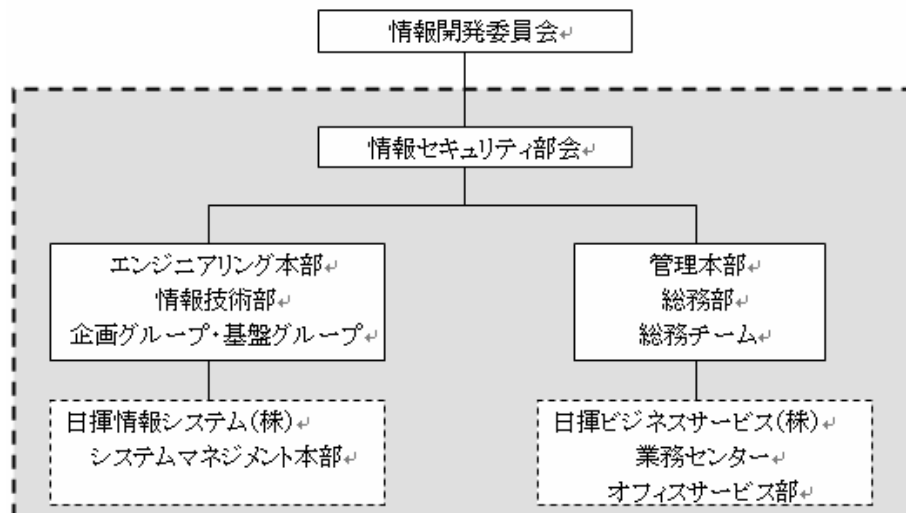 情報開発委員会
情報セキュリティ部会
エンジニアリング本部
情報技術部
企画グループ・基盤グループ
管理本部
総務部
総務チーム
日揮情報システム(株)
システムマネジメント本部
日揮ビジネスサービス(株)
業務センター
オフィスサービス部